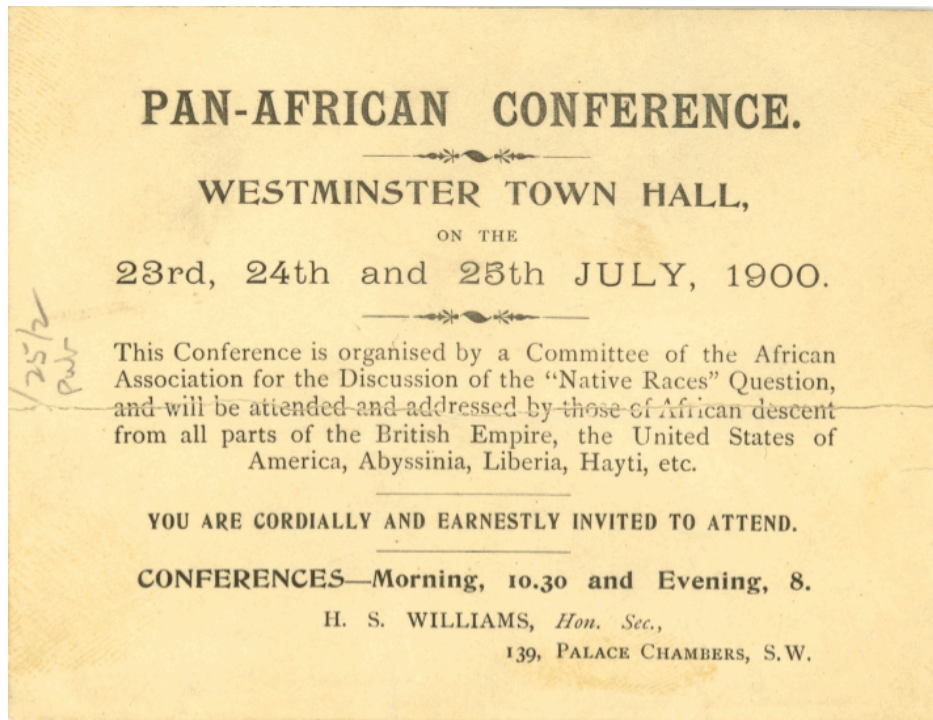 PAN-AFRICAN CONFERENCE.
WESTMINSTER TOWN HALL,
ON THE
23rd, 24th and 25th JULY, 1900.
This Conference is organised by a Committee of the African
Association for the Discussion of the “Native Races” Question,
and will be attended and addressed by those of African descent
from all parts of the British Empire, the United States of
America, Abyssinia, Liberia, Hayti, etc.
YOU ARE CORDIALLY AND EARNESTLY INVITED TO ATTEND.
CONFERENCES—Morning, 10.30 and Evening, 8.
H. S. WILLIAMS, Hon. Sec.,
139, PALACE CHAMBERS, S.W.